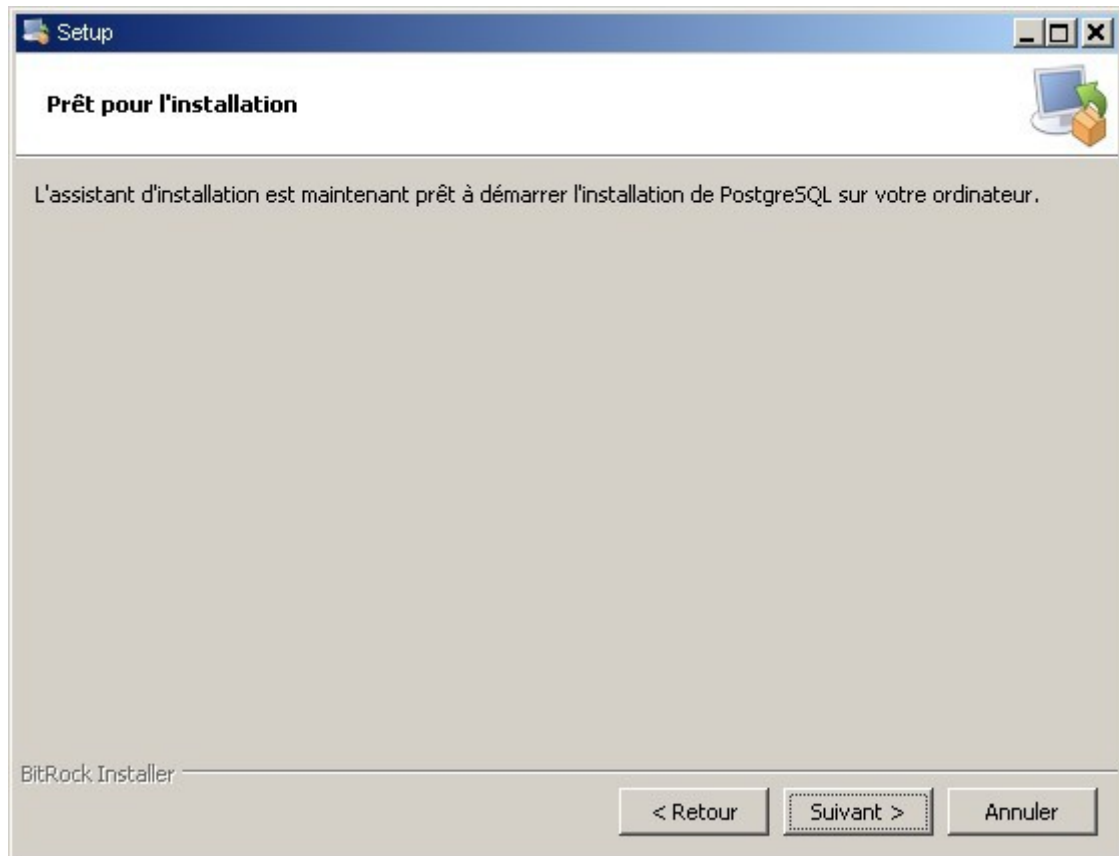 Setup
Prêt pour l'installation
L'assistant d'installation est maintenant prêt à démarrer l'installation de PostgreSQL sur votre ordinateur.
BitRock Installer
< Retour
Suivant >
Annuler